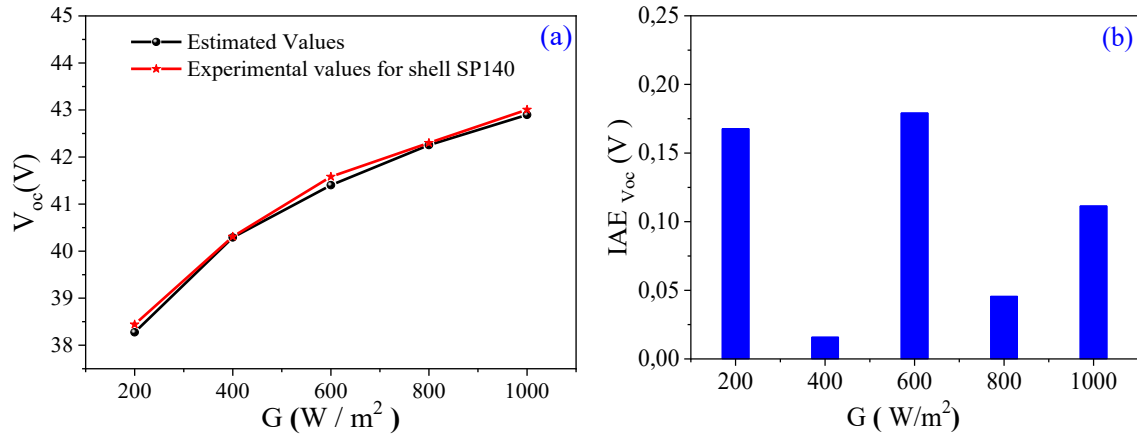 45
44
43
42
41
40
39
38
V_oc(V)
Estimated Values
Experimental values for shell SP140
(a)
200 400 600 800 1000
G (W / m²)
0,25
0,20
0,15
0,10
0,05
0,00
IAE Voc (V )
(b)
200 400 600 800 1000
G ( W/m²)